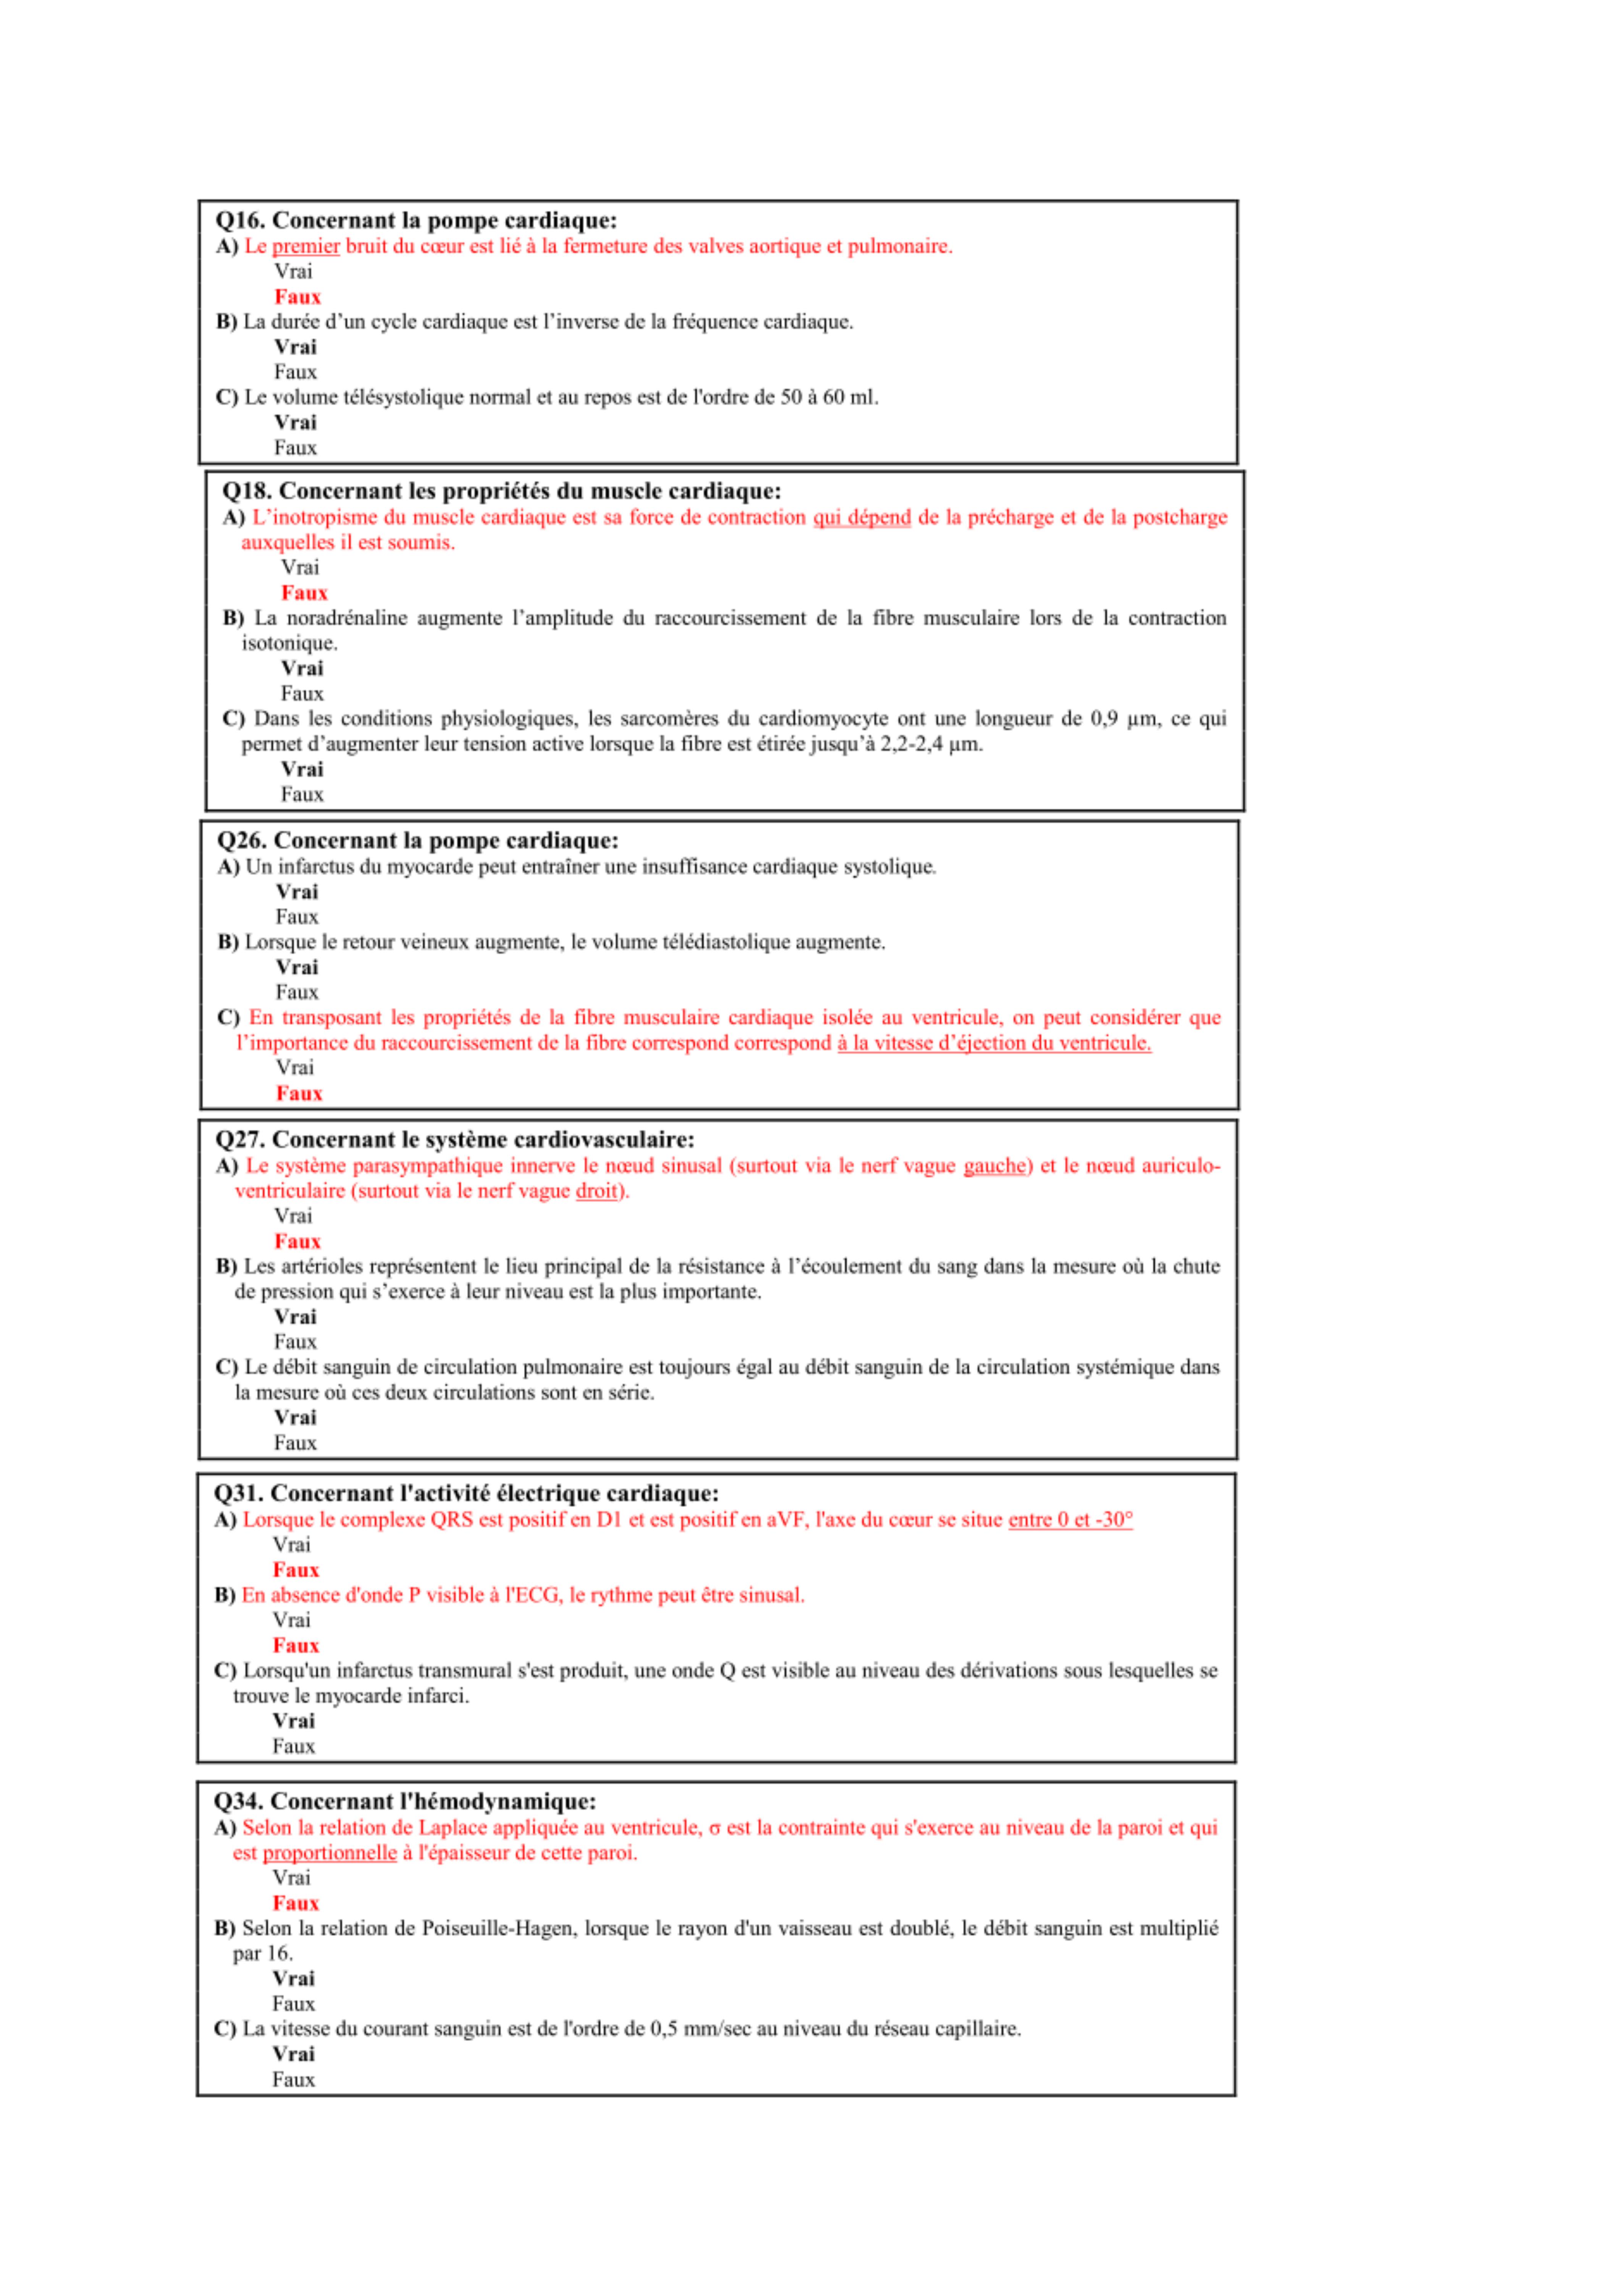 Q16. Concernant la pompe cardiaque:
A) Le premier bruit du cœur est lié à la fermeture des valves aortique et pulmonaire.
Vrai
Faux
B) La durée d’un cycle cardiaque est l’inverse de la fréquence cardiaque.
Vrai
Faux
C) Le volume télésystolique normal et au repos est de l'ordre de 50 à 60 ml.
Vrai
Faux
Q18. Concernant les propriétés du muscle cardiaque:
A) L’inotropisme du muscle cardiaque est sa force de contraction qui dépend de la précharge et de la postcharge
auxquelles il est soumis.
Vrai
Faux
B) La noradrénaline augmente l’amplitude du raccourcissement de la fibre musculaire lors de la contraction
isotonique.
Vrai
Faux
C) Dans les conditions physiologiques, les sarcomères du cardiomyocyte ont une longueur de 0,9 µm, ce qui
permet d’augmenter leur tension active lorsque la fibre est étirée jusqu’à 2,2-2,4 µm.
Vrai
Faux
Q26. Concernant la pompe cardiaque:
A) Un infarctus du myocarde peut entraîner une insuffisance cardiaque systolique.
Vrai
Faux
B) Lorsque le retour veineux augmente, le volume télédiastolique augmente.
Vrai
Faux
C) En transposant les propriétés de la fibre musculaire cardiaque isolée au ventricule, on peut considérer que
l’importance du raccourcissement de la fibre correspond correspond à la vitesse d’éjection du ventricule.
Vrai
Faux
Q27. Concernant le système cardiovasculaire:
A) Le système parasympathique innerve le nœud sinusal (surtout via le nerf vague gauche) et le nœud auriculo-
ventriculaire (surtout via le nerf vague droit).
Vrai
Faux
B) Les artérioles représentent le lieu principal de la résistance à l’écoulement du sang dans la mesure où la chute
de pression qui s’exerce à leur niveau est la plus importante.
Vrai
Faux
C) Le débit sanguin de circulation pulmonaire est toujours égal au débit sanguin de la circulation systémique dans
la mesure où ces deux circulations sont en série.
Vrai
Faux
Q31. Concernant l'activité électrique cardiaque:
A) Lorsque le complexe QRS est positif en D1 et est positif en aVF, l'axe du cœur se situe entre 0 et -30°
Vrai
Faux
B) En absence d'onde P visible à l'ECG, le rythme peut être sinusal.
Vrai
Faux
C) Lorsqu'un infarctus transmural s'est produit, une onde Q est visible au niveau des dérivations sous lesquelles se
trouve le myocarde infarci.
Vrai
Faux
Q34. Concernant l'hémodynamique:
A) Selon la relation de Laplace appliquée au ventricule, σ est la contrainte qui s'exerce au niveau de la paroi et qui
est proportionnelle à l'épaisseur de cette paroi.
Vrai
Faux
B) Selon la relation de Poiseuille-Hagen, lorsque le rayon d'un vaisseau est doublé, le débit sanguin est multiplié
par 16.
Vrai
Faux
C) La vitesse du courant sanguin est de l'ordre de 0,5 mm/sec au niveau du réseau capillaire.
Vrai
Faux